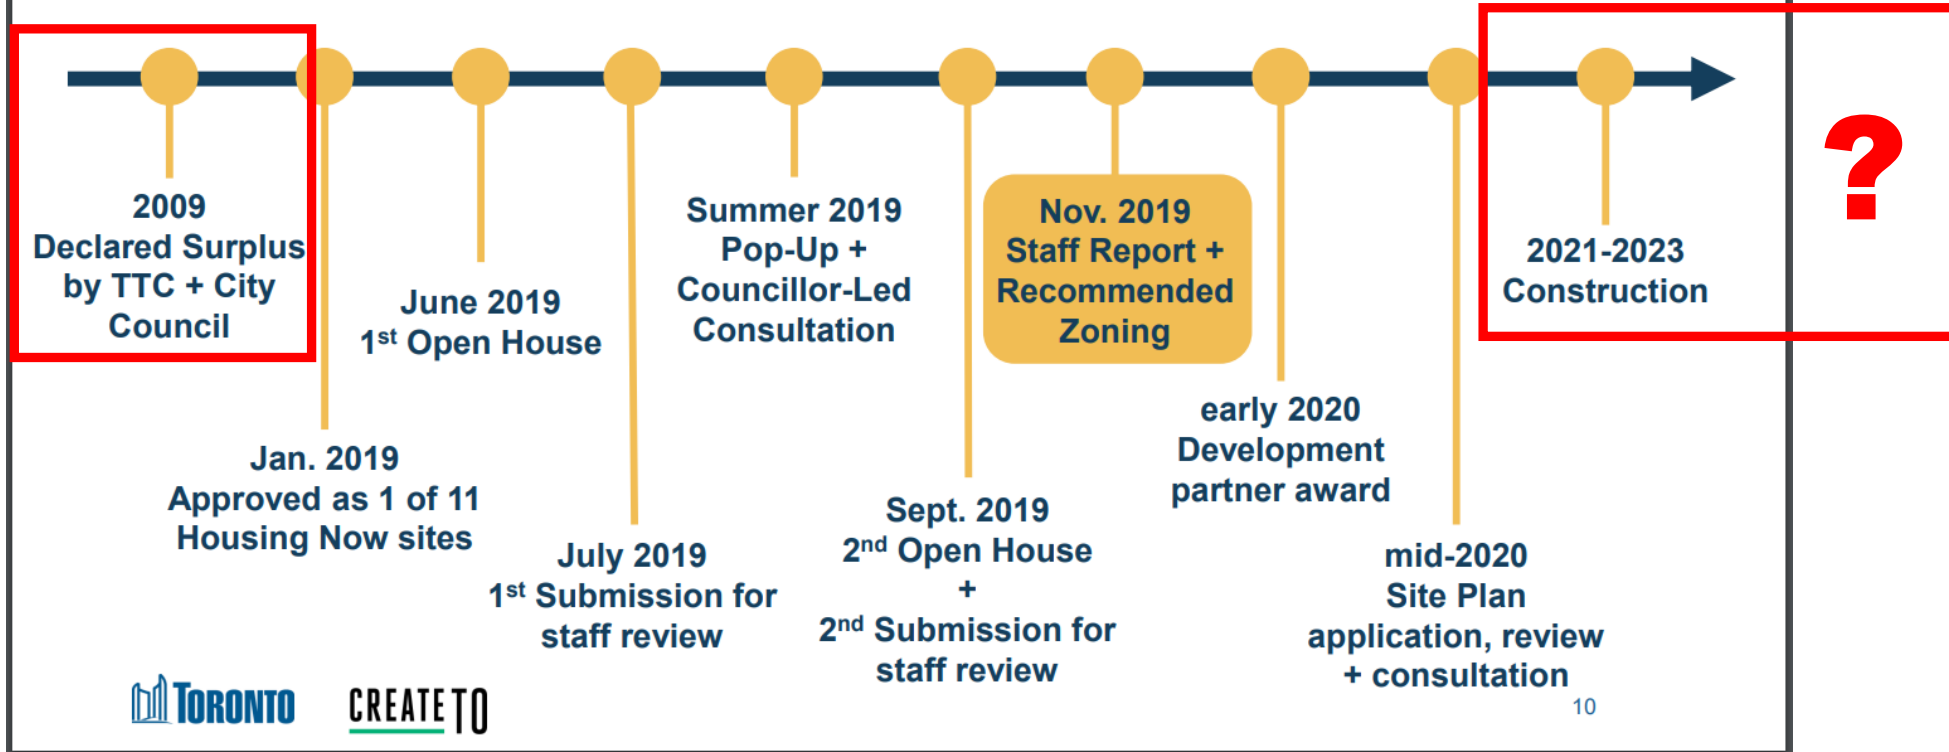 2009
Declared Surplus
by TTC + City
Council
Jan. 2019
Approved as 1 of 11
Housing Now sites
June 2019
1st Open House
July 2019
1st Submission for
staff review
Summer 2019
Pop-Up +
Councillor-Led
Consultation
Sept. 2019
2nd Open House
+
2nd Submission for
staff review
Nov. 2019
Staff Report +
Recommended
Zoning
early 2020
Development
partner award
mid-2020
Site Plan
application, review
+ consultation
2021-2023
Construction
?
TORONTO
CREATE TO
10